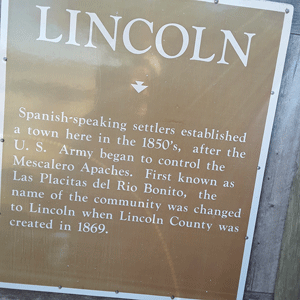 LINCOLN
Spanish-speaking settlers established
a town here in the 1850's, after the
U. S. Army began to control the
Mescalero Apaches. First known as
Las Placitas del Rio Bonito, the
name of the community was changed
to Lincoln when Lincoln County was
created in 1869.